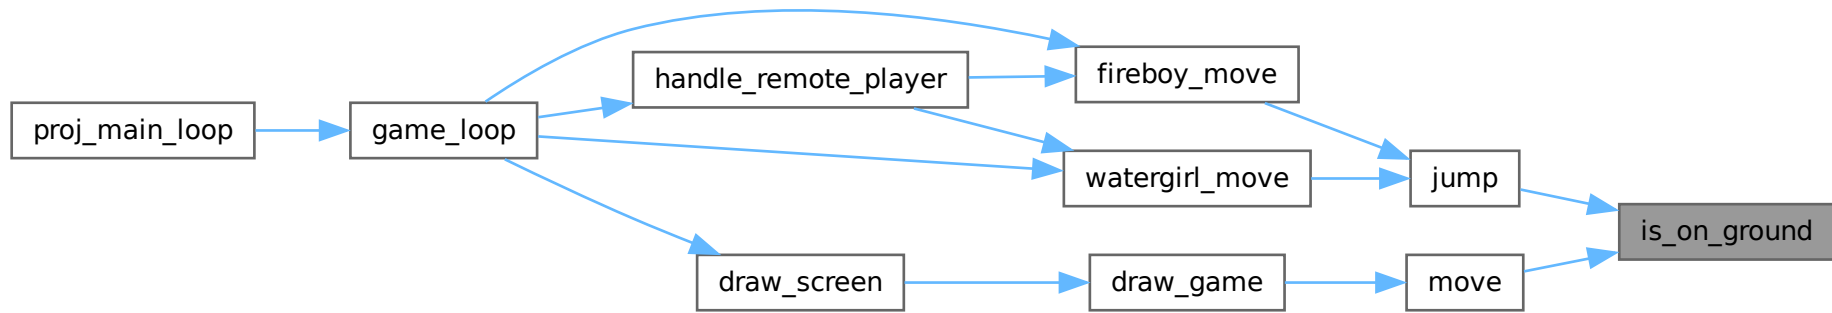 proj_main_loop
game_loop
handle_remote_player
fireboy_move
watergirl_move
jump
is_on_ground
draw_screen
draw_game
move